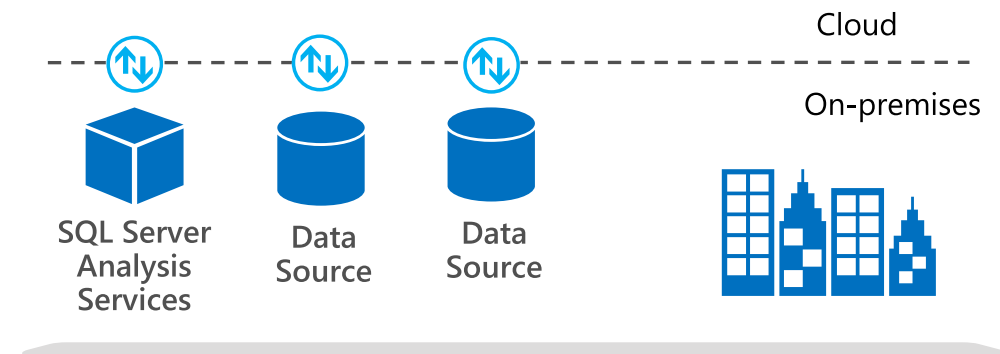 Cloud
On-premises
SQL Server
Analysis
Services
Data
Source
Data
Source